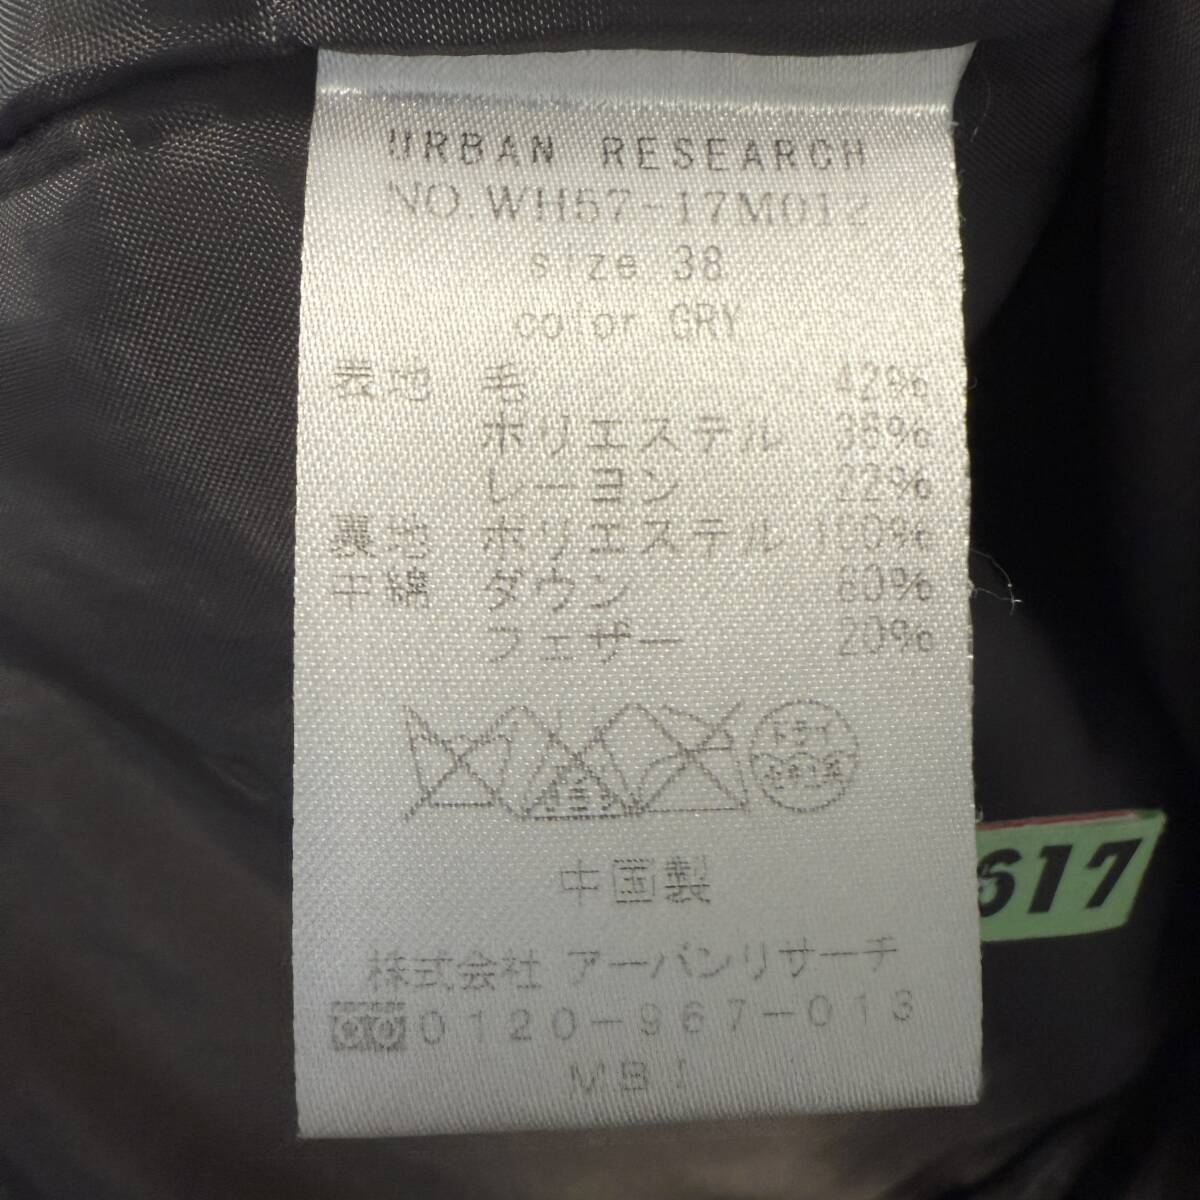 URBAN RESEARCH
NO.WH57-17M012
size 38
color GRY
表地 毛 42%
ポリエステル 36%
レーヨン 22%
裏地 ポリエステル 100%
中綿 ダウン 80%
フェザー 20%
ドライ
中国製
617
株式会社 アーバンリサーチ
0120-967-013